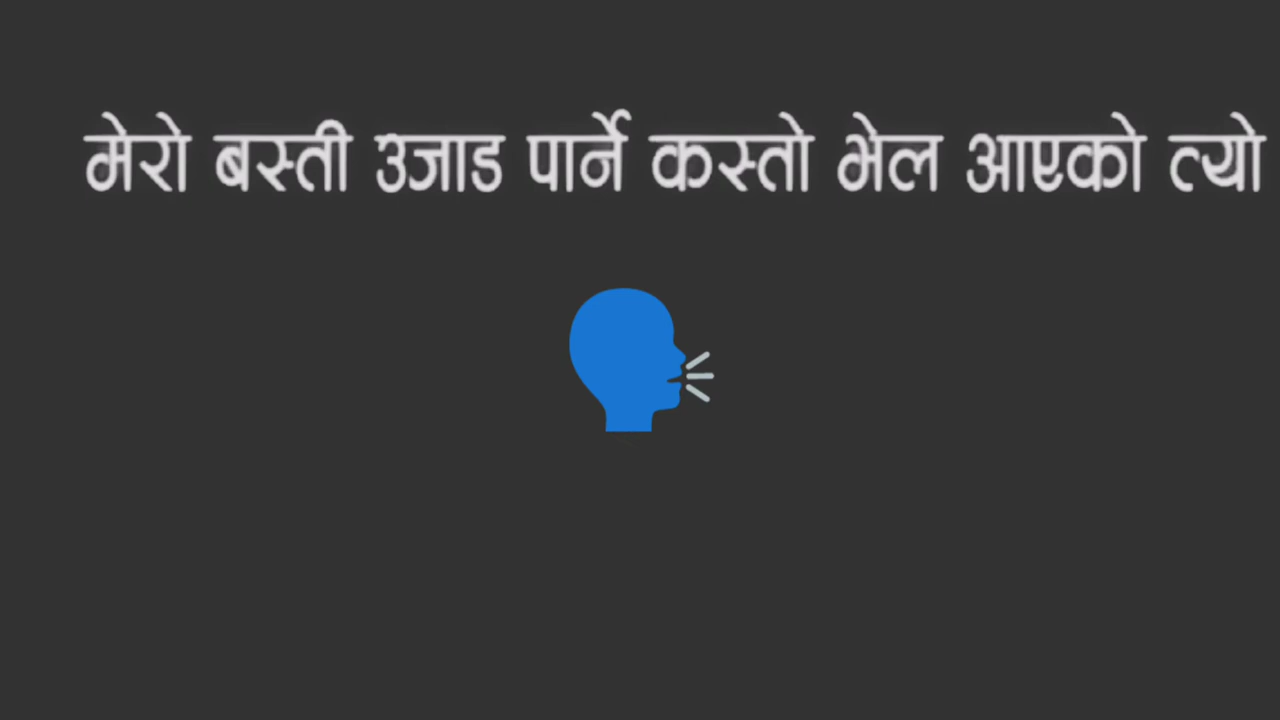 मेरो बस्ती उजाड पार्ने कस्तो भेल आएको त्यो